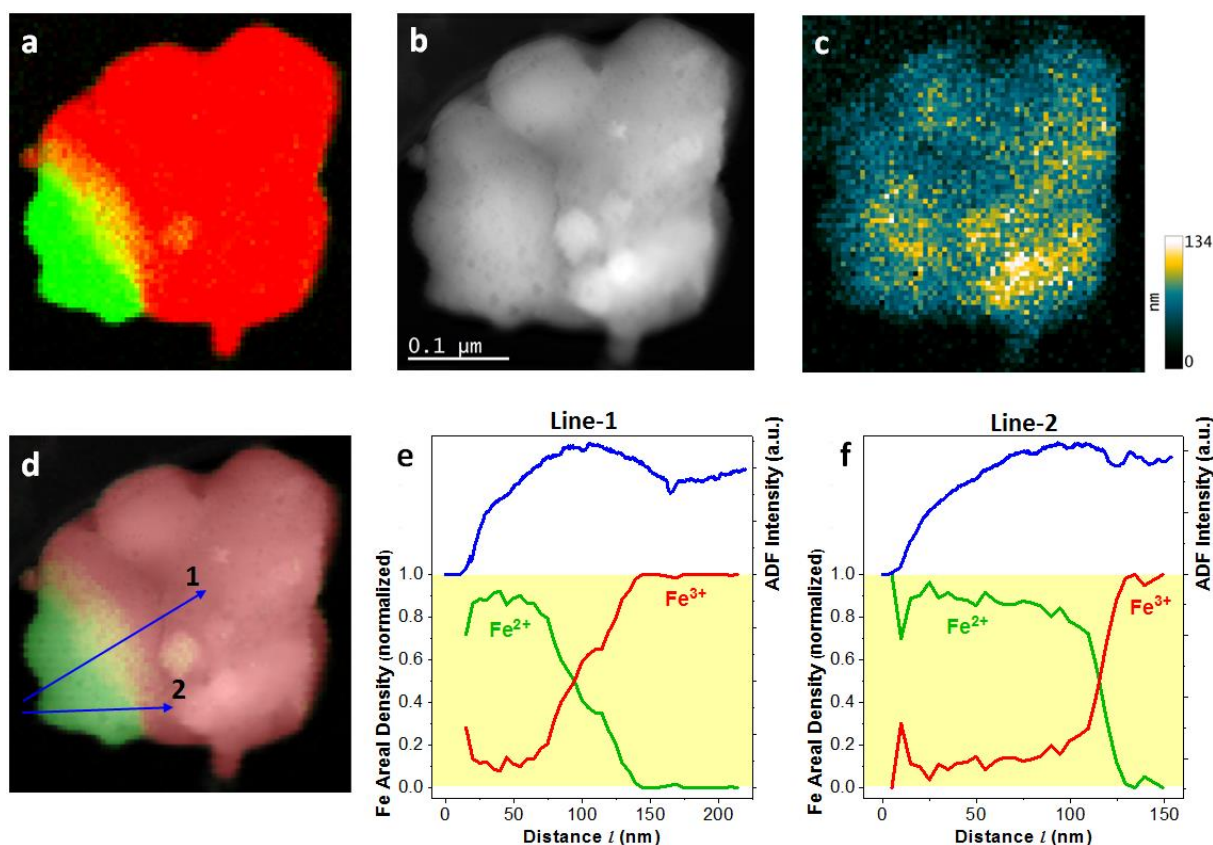 a
b
c
0.1 µm
134
nm
0
d
1
2
Line-1
e
Fe Areal Density (normalized)
ADF Intensity (a.u.)
1.0
0.8
0.6
0.4
0.2
0.0
Fe²⁺
Fe³⁺
0
50
100
150
200
Distance l (nm)
Line-2
f
Fe Areal Density (normalized)
ADF Intensity (a.u.)
1.0
0.8
0.6
0.4
0.2
0.0
Fe²⁺
Fe³⁺
0
50
100
150
Distance l (nm)